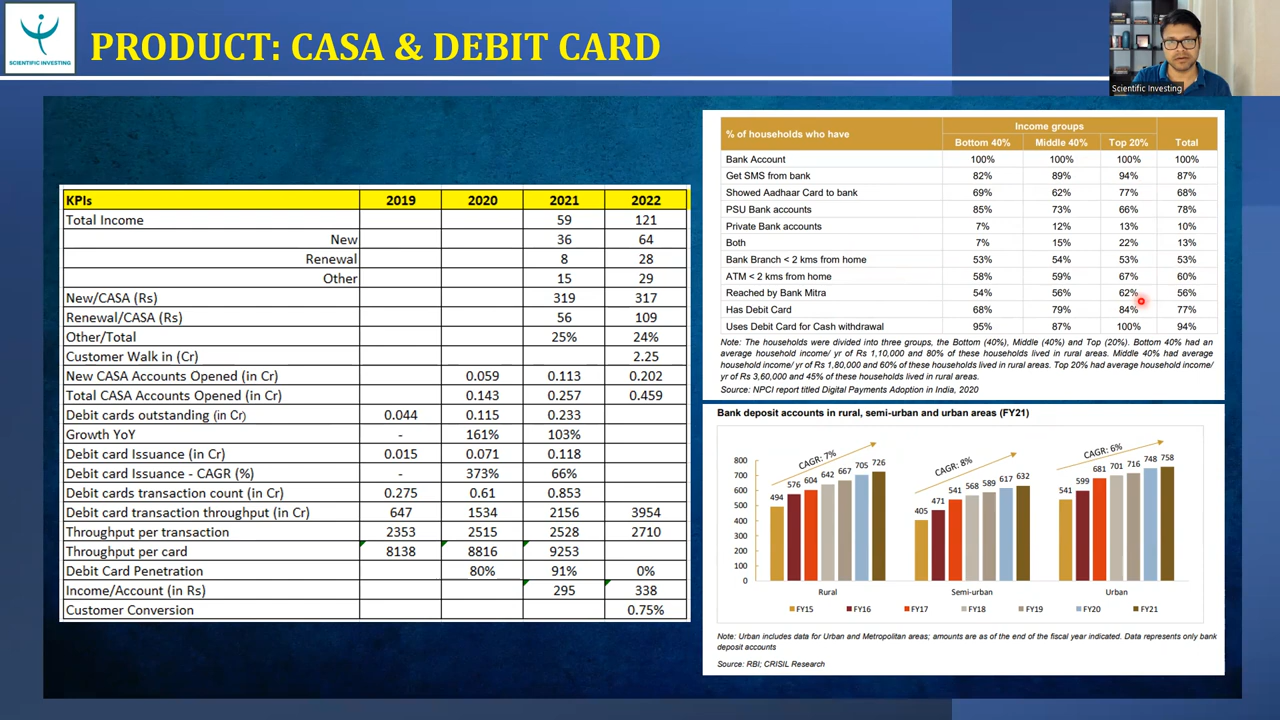 SCIENTIFIC INVESTING
PRODUCT: CASA & DEBIT CARD
Scientific Investing
KPIs 2019 2020 2021 2022
Total Income 59 121
New 36 64
Renewal 8 28
Other 15 29
New/CASA (Rs) 319 317
Renewal/CASA (Rs) 56 109
Other/Total 25% 24%
Customer Walk in (Cr) 2.25
New CASA Accounts Opened (in Cr) 0.059 0.113 0.202
Total CASA Accounts Opened (in Cr) 0.143 0.257 0.459
Debit cards outstanding (in Cr) 0.044 0.115 0.233
Growth YoY - 161% 103%
Debit card Issuance (in Cr) 0.015 0.071 0.118
Debit card Issuance - CAGR (%) - 373% 66%
Debit cards transaction count (in Cr) 0.275 0.61 0.853
Debit card transaction throughput (in Cr) 647 1534 2156 3954
Throughput per transaction 2353 2515 2528 2710
Throughput per card 8138 8816 9253
Debit Card Penetration 80% 91% 0%
Income/Account (in Rs) 295 338
Customer Conversion 0.75%
% of households who have Income groups
Bottom 40% Middle 40% Top 20% Total
Bank Account 100% 100% 100% 100%
Get SMS from bank 82% 89% 94% 87%
Showed Aadhaar Card to bank 69% 62% 77% 68%
PSU Bank accounts 85% 73% 66% 78%
Private Bank accounts 7% 12% 13% 10%
Both 7% 15% 22% 13%
Bank Branch < 2 kms from home 53% 54% 53% 53%
ATM < 2 kms from home 58% 59% 67% 60%
Reached by Bank Mitra 54% 56% 62% 56%
Has Debit Card 68% 79% 84% 77%
Uses Debit Card for Cash withdrawal 95% 87% 100% 94%
Note: The households were divided into three groups, the Bottom (40%), Middle (40%) and Top (20%). Bottom 40% had an
average household income/ yr of Rs 1,10,000 and 80% of these households lived in rural areas. Middle 40% had average
household income/ yr of Rs 1,80,000 and 60% of these households lived in rural areas. Top 20% had average household income/
yr of Rs 3,60,000 and 45% of these households lived in rural areas.
Source: NPCI report titled Digital Payments Adoption in India, 2020
Bank deposit accounts in rural, semi-urban and urban areas (FY21)
CAGR: 7% CAGR: 8% CAGR: 6%
800
700
600
500
400
300
200
100
0
494 576 604 642 667 705 726
405 471 541 568 589 617 632
541 599 681 701 716 748 758
Rural Semi-urban Urban
FY15 FY16 FY17 FY18 FY19 FY20 FY21
Note: Urban includes data for Urban and Metropolitan areas; amounts are as of the end of the fiscal year indicated. Data represents only bank
deposit accounts
Source: RBI; CRISIL Research